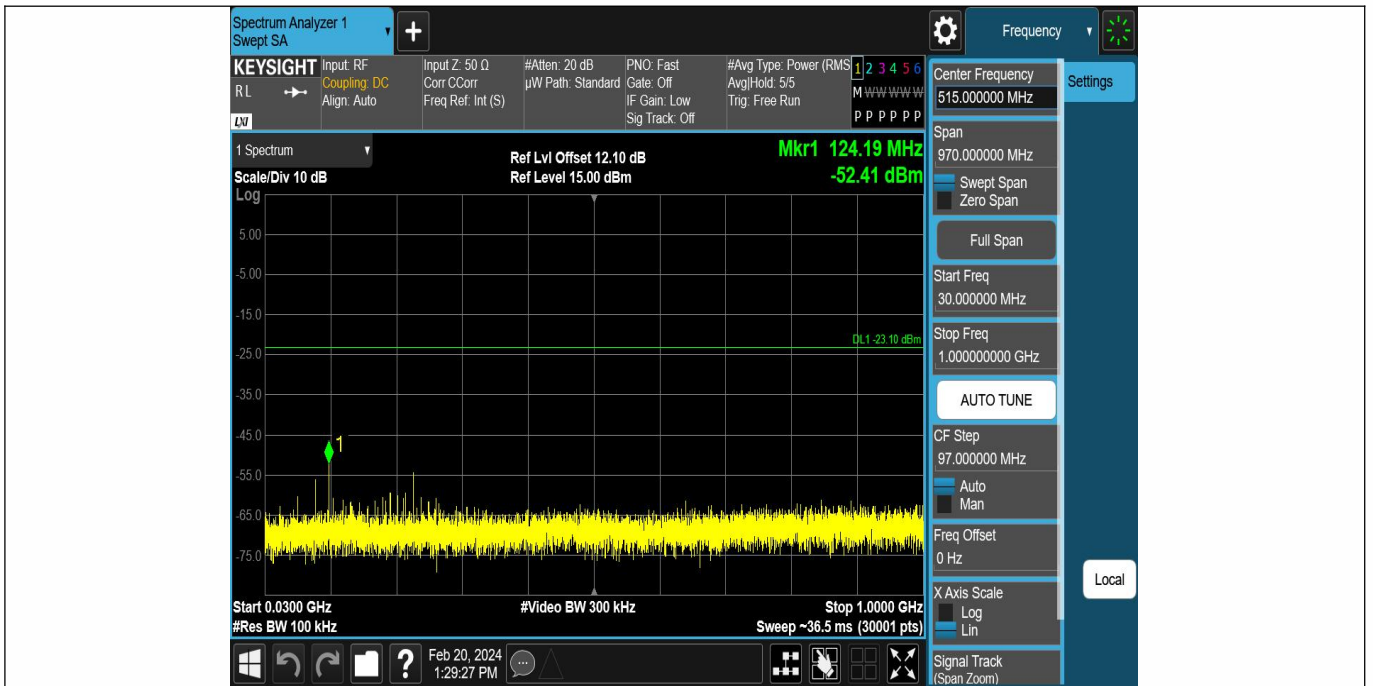 Spectrum Analyzer 1
Swept SA
Frequency
KEYSIGHT
RL
LXI
Input: RF
Coupling: DC
Align: Auto
Input Z: 50 Ω
Corr CCorr
Freq Ref: Int (S)
#Atten: 20 dB
µW Path: Standard
PNO: Fast
Gate: Off
IF Gain: Low
Sig Track: Off
#Avg Type: Power (RMS
Avg|Hold: 5/5
Trig: Free Run
1 2 3 4 5 6
M W W W W W
P P P P P P
1 Spectrum
Scale/Div 10 dB
Log
Ref Lvl Offset 12.10 dB
Ref Level 15.00 dBm
Mkr1 124.19 MHz
-52.41 dBm
5.00
-5.00
-15.0
-25.0
-35.0
-45.0
-55.0
-65.0
-75.0
DL1 -23.10 dBm
1
Start 0.0300 GHz
#Res BW 100 kHz
#Video BW 300 kHz
Stop 1.0000 GHz
Sweep ~36.5 ms (30001 pts)
Center Frequency
515.000000 MHz
Settings
Span
970.000000 MHz
Swept Span
Zero Span
Full Span
Start Freq
30.000000 MHz
Stop Freq
1.000000000 GHz
AUTO TUNE
CF Step
97.000000 MHz
Auto
Man
Freq Offset
0 Hz
X Axis Scale
Log
Lin
Local
Signal Track
(Span Zoom)
?
Feb 20, 2024
1:29:27 PM